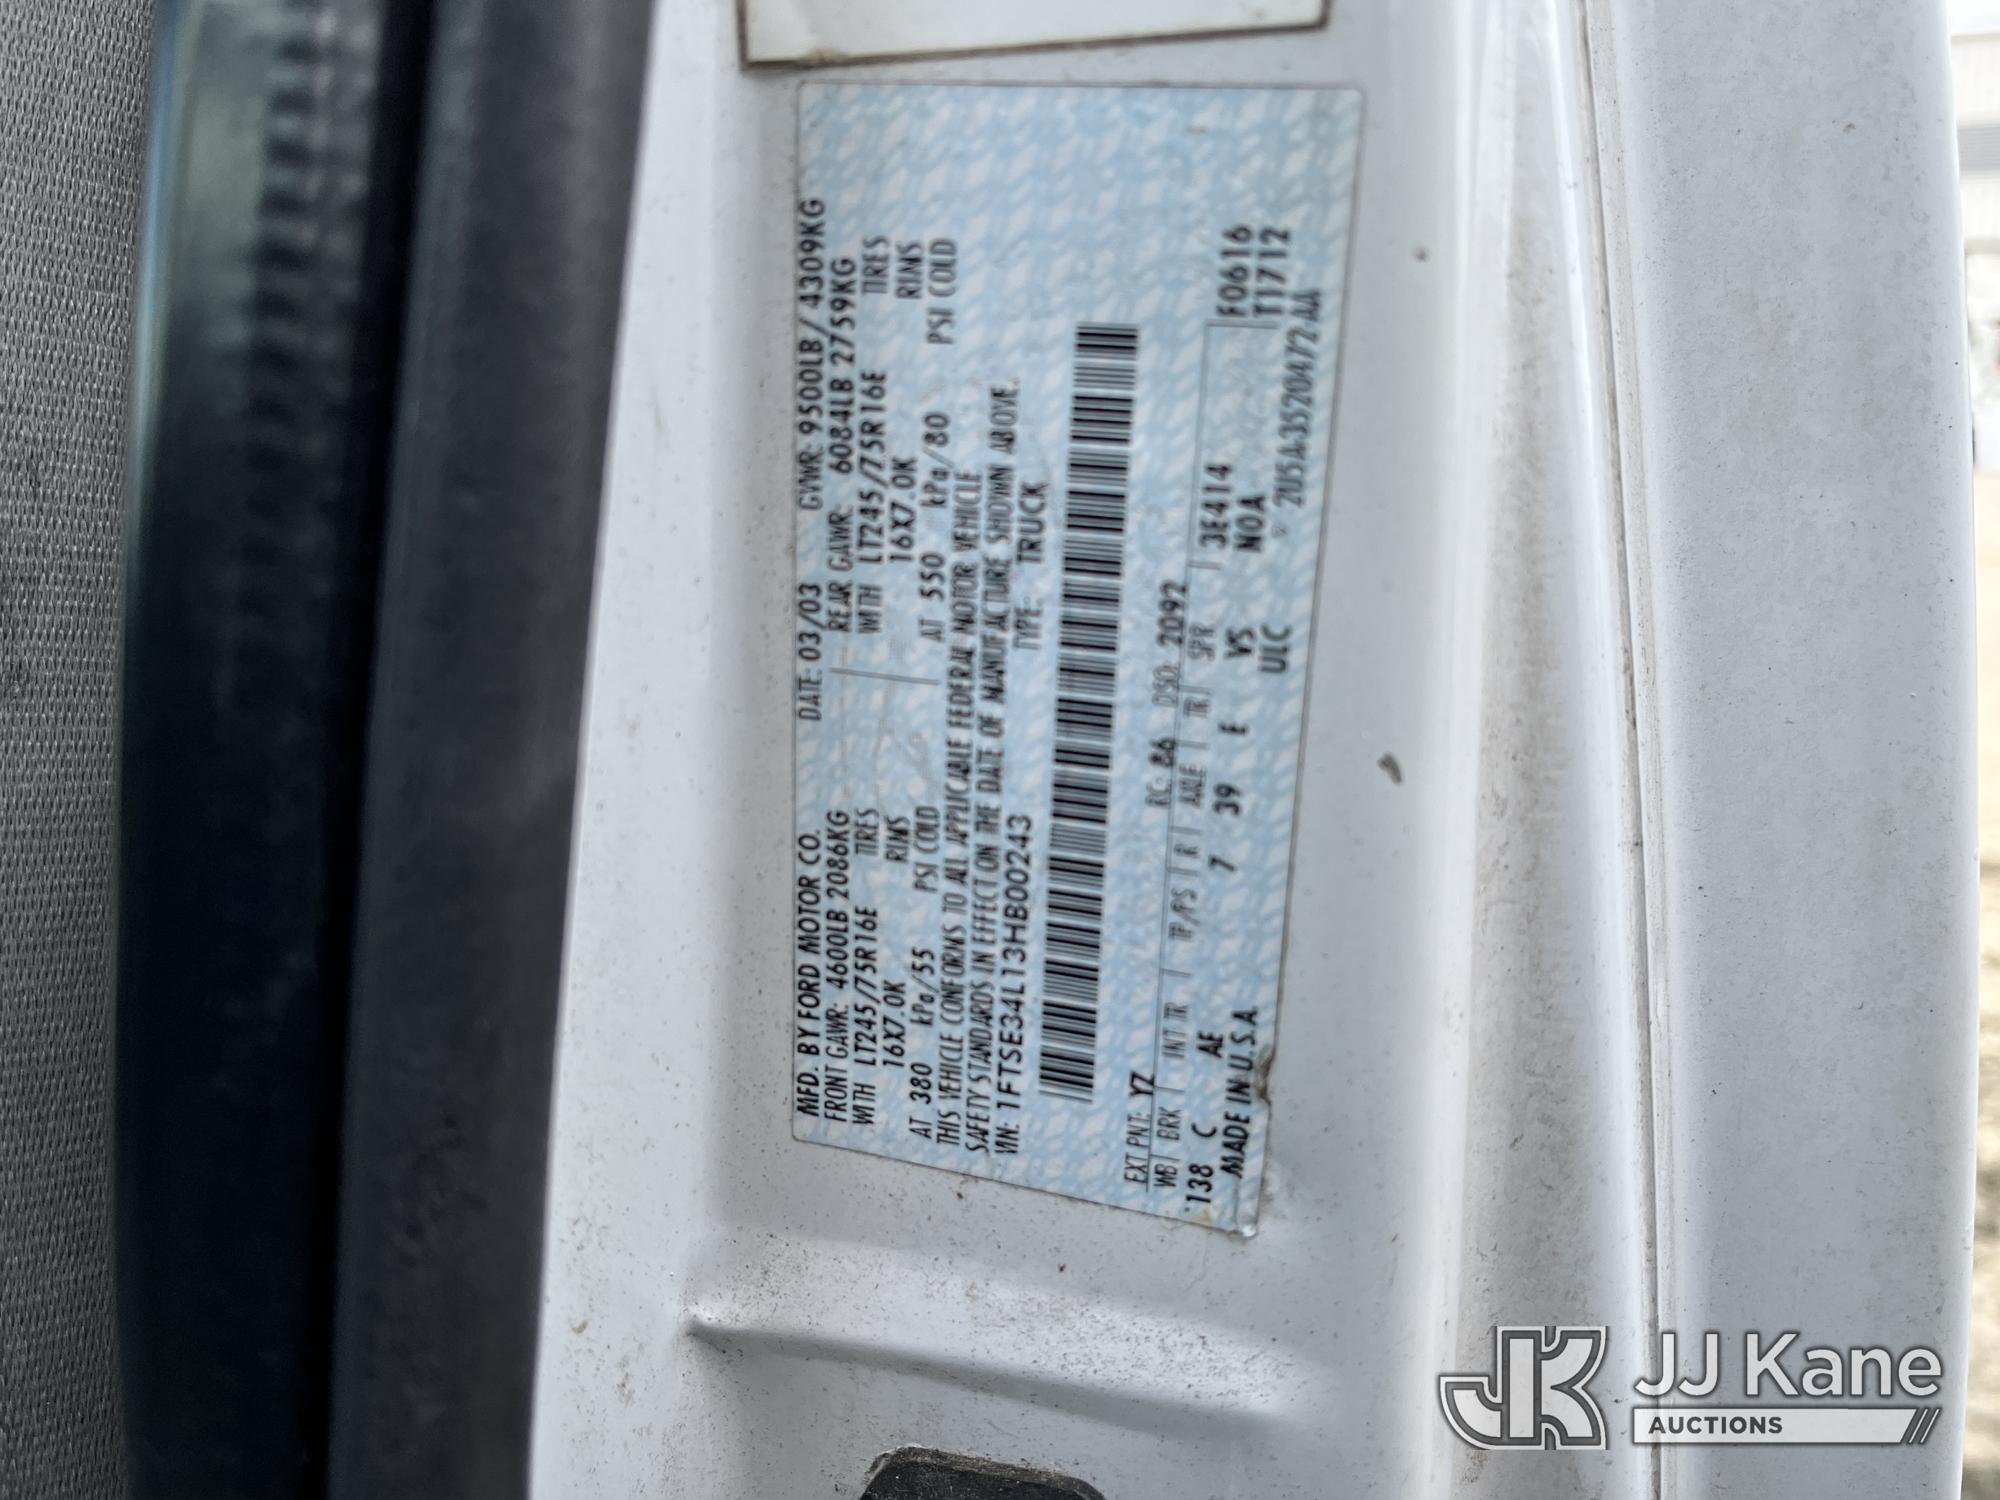 MFD. BY FORD MOTOR CO. DATE: 03/03 GVWR: 9500LB/ 4309KG
FRONT GAWR: 4600LB 2086KG REAR GAWR: 6084LB 2759KG
WITH LT245/75R16E TIRES WITH LT245/75R16E TIRES
16X7.0K RIMS 16X7.0K RIMS
AT 380 kPa/55 PSI COLD AT 550 kPa/80 PSI COLD
THIS VEHICLE CONFORMS TO ALL APPLICABLE FEDERAL MOTOR VEHICLE
SAFETY STANDARDS IN EFFECT ON THE DATE OF MANUFACTURE SHOWN ABOVE.
VIN: 1FTSE34L13HB00243 TYPE: TRUCK
EXT PNT: YZ RC: 86 DSO: 2092
WB BRK INT TR TP/PS R AXLE TR SPR 3E414 F0616
138 C AE 7 39 E VS NOA T1712
MADE IN U.S.A. ULC
2U5A-3520472-AA
JK JJ Kane
AUCTIONS